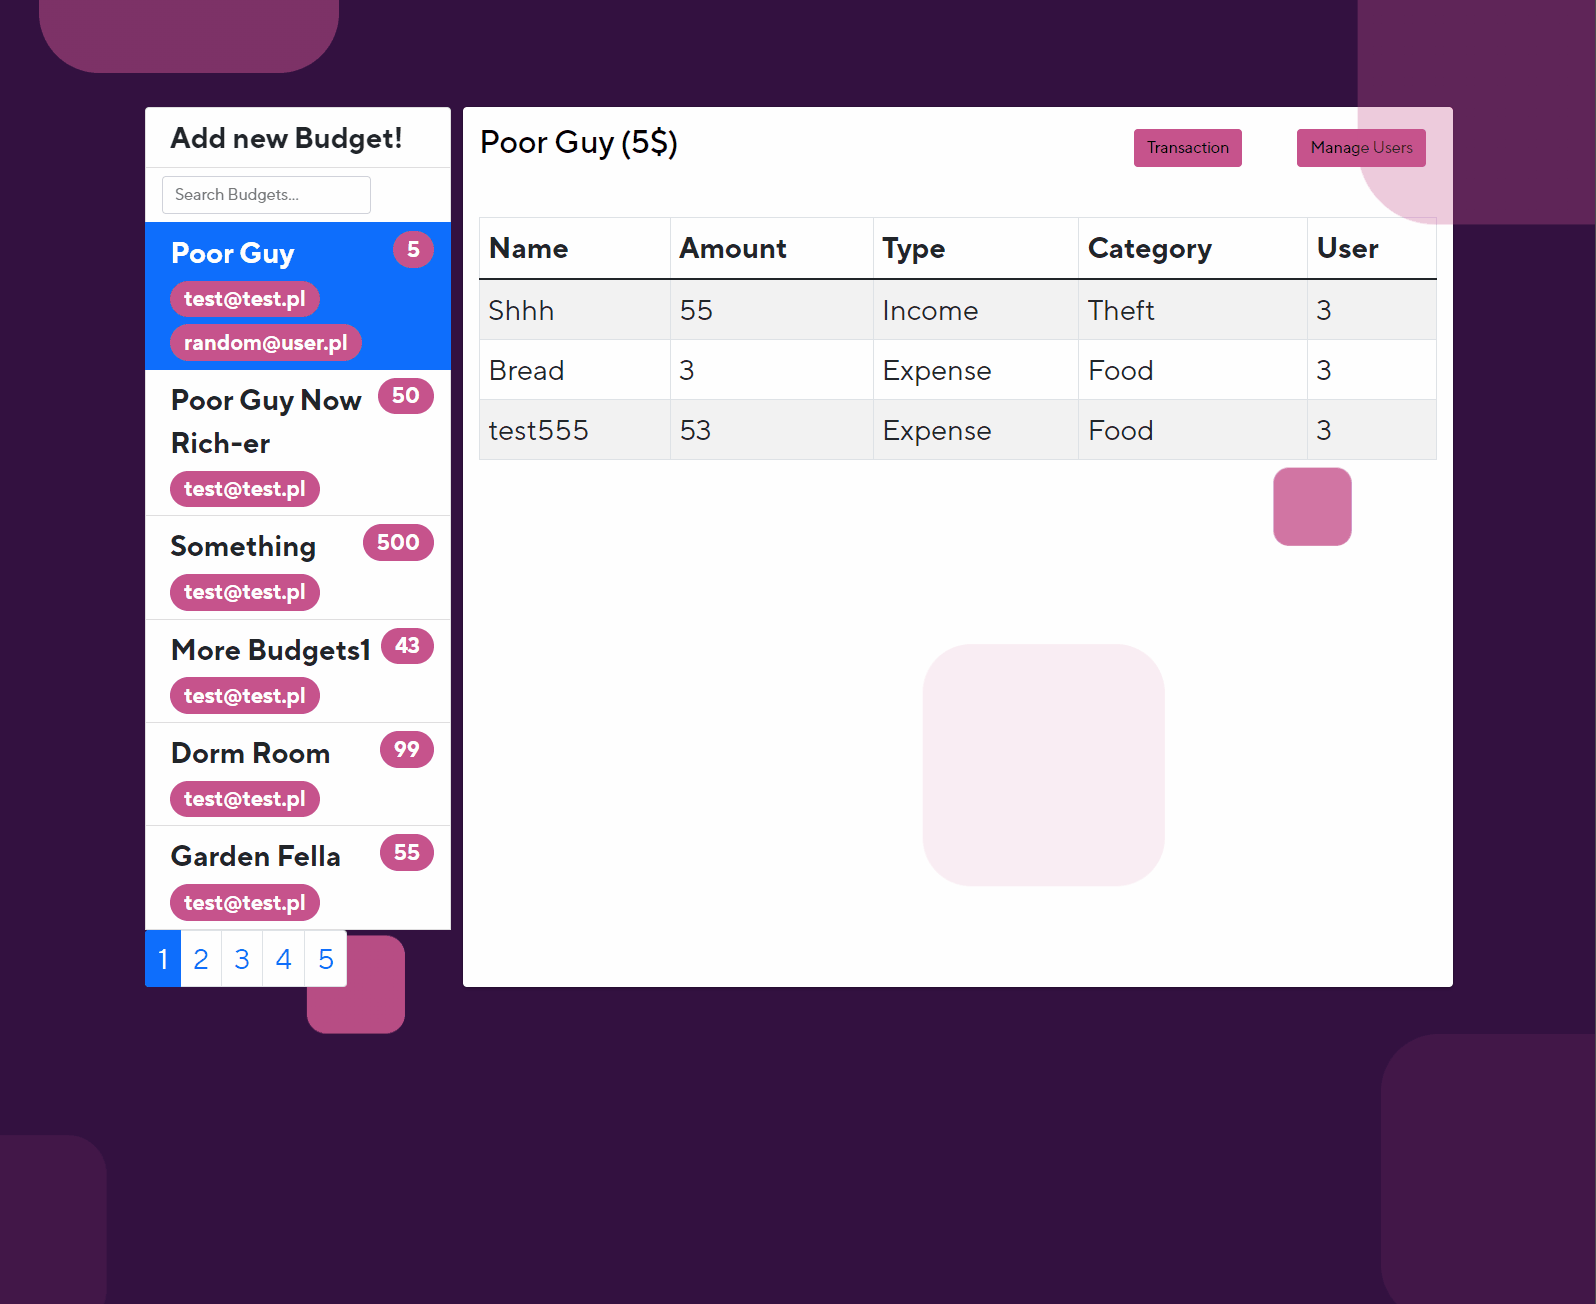 Add new Budget!
Search Budgets...
Poor Guy 5
test@test.pl
random@user.pl
Poor Guy Now 50
Rich-er
test@test.pl
Something 500
test@test.pl
More Budgets1 43
test@test.pl
Dorm Room 99
test@test.pl
Garden Fella 55
test@test.pl
1 2 3 4 5
Poor Guy (5$) Transaction Manage Users
Name Amount Type Category User
Shhh 55 Income Theft 3
Bread 3 Expense Food 3
test555 53 Expense Food 3